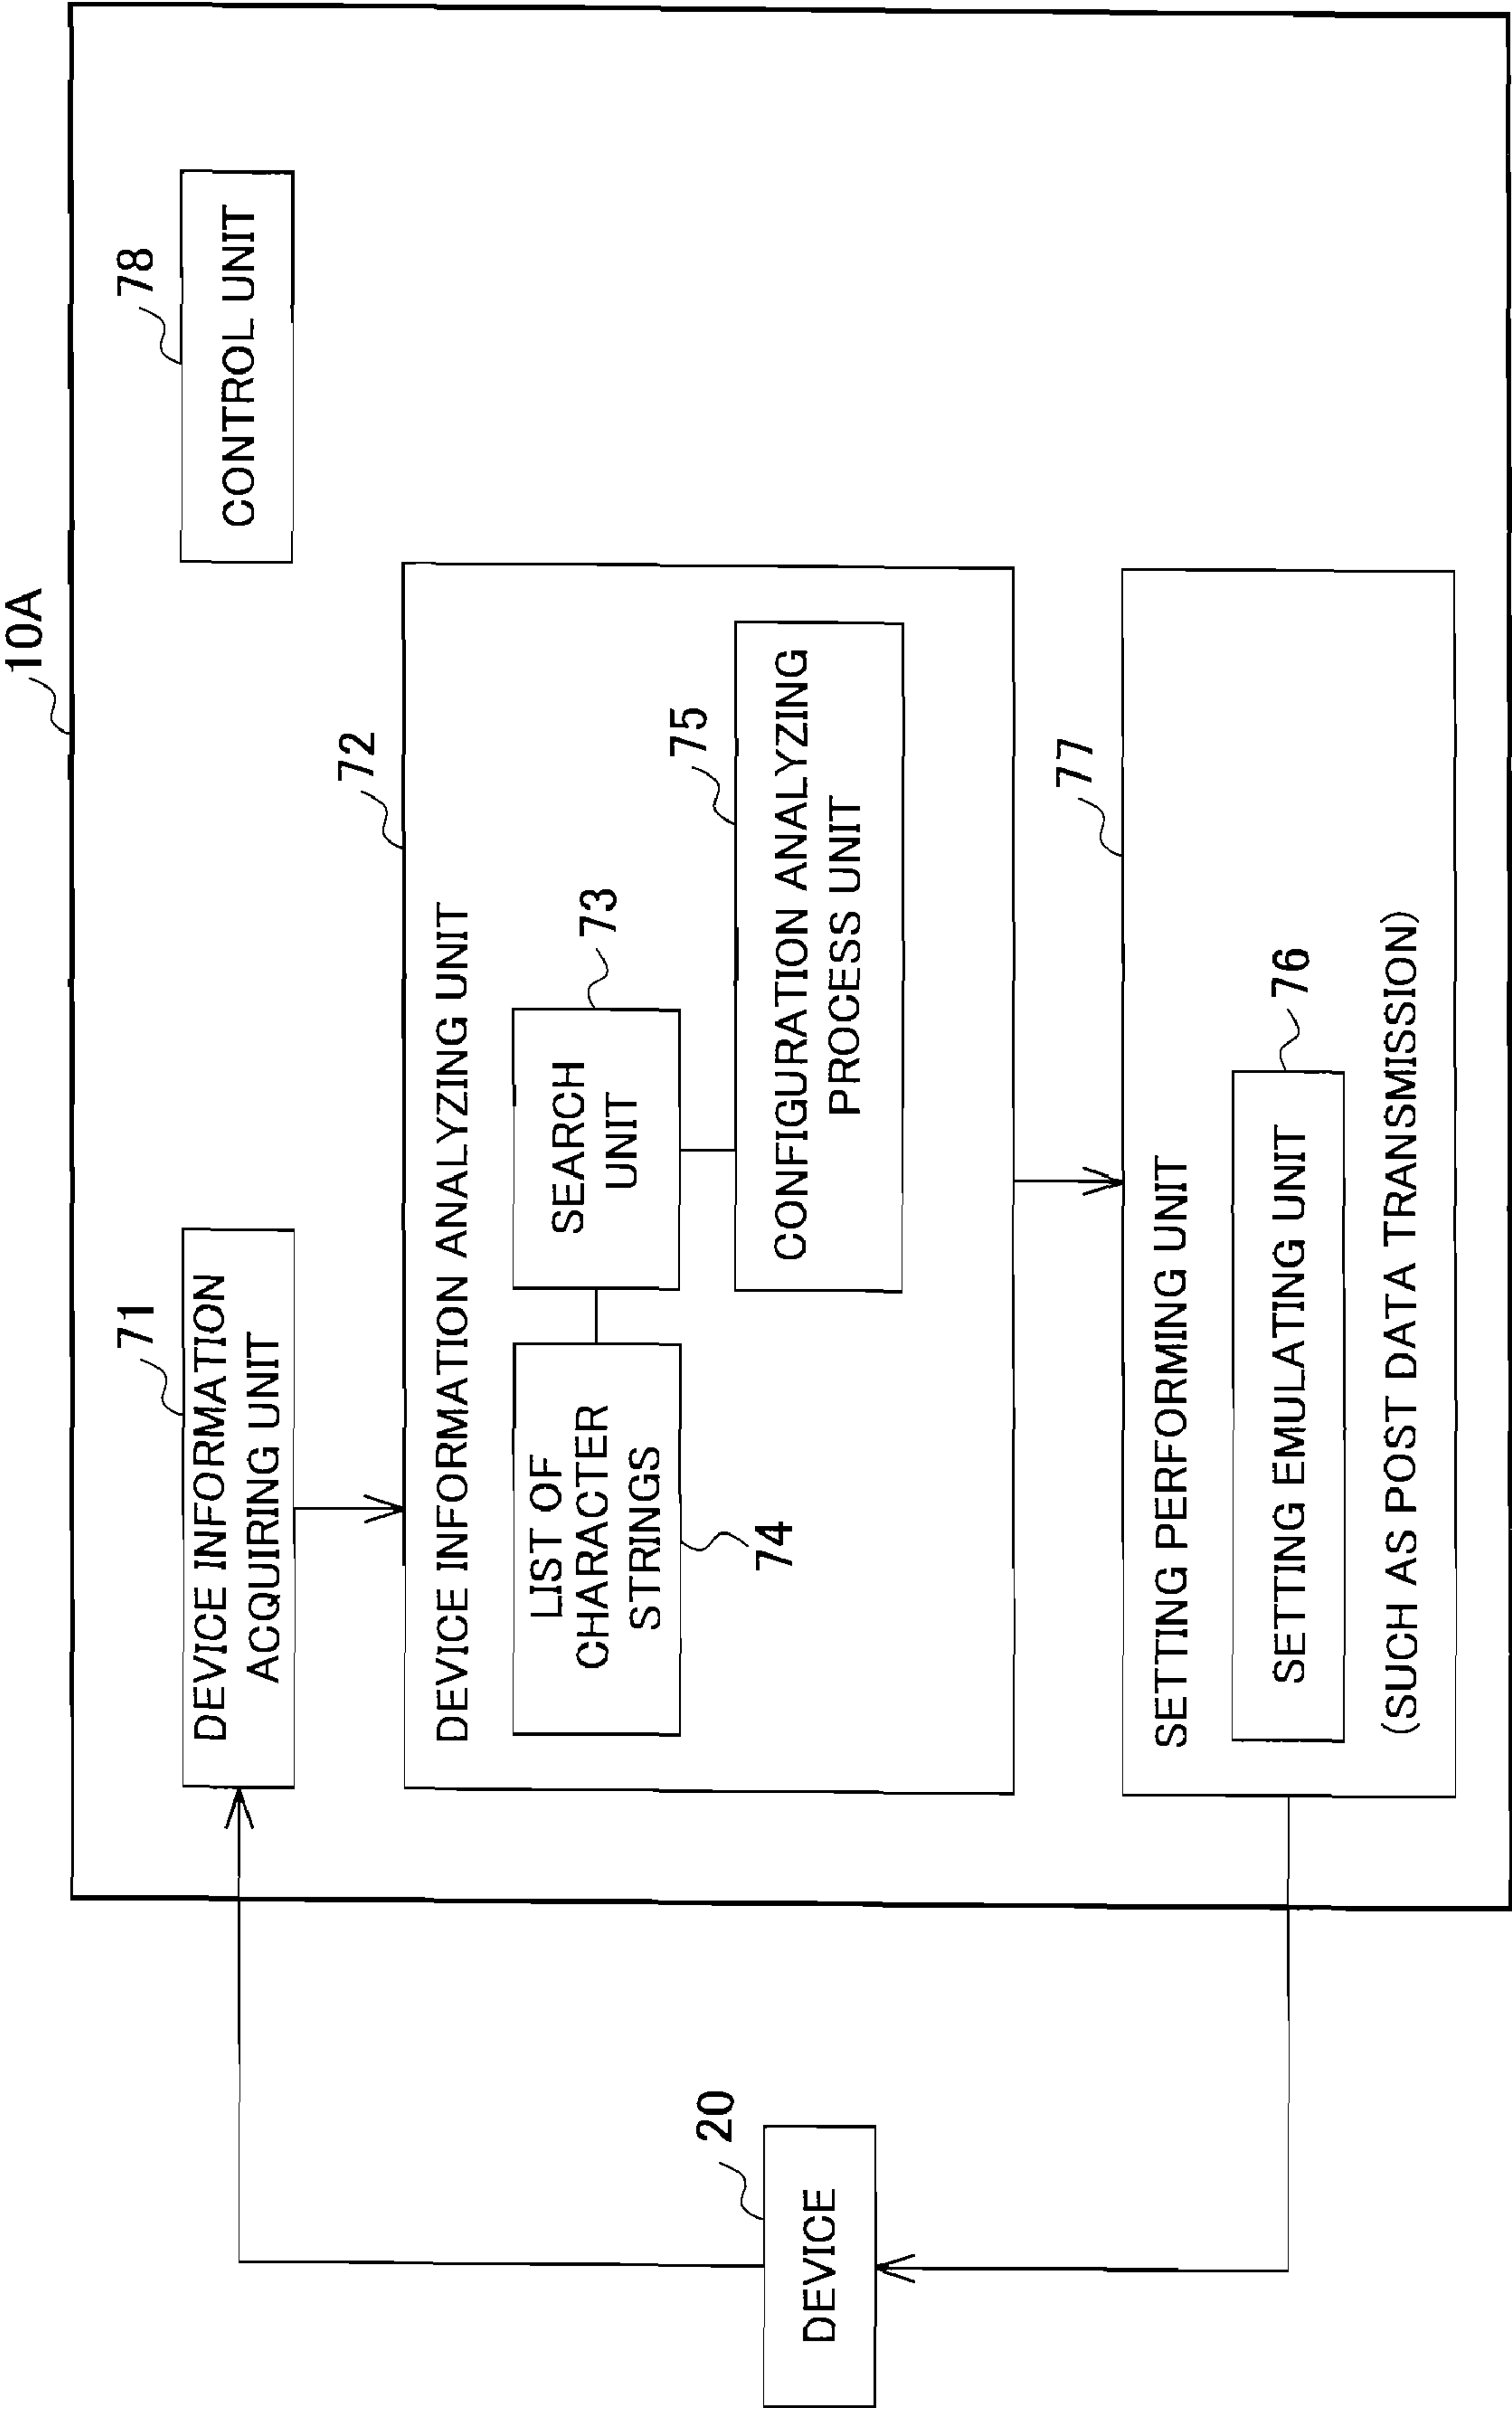 10A
71
DEVICE INFORMATION
ACQUIRING UNIT
78
CONTROL UNIT
72
DEVICE INFORMATION ANALYZING UNIT
LIST OF
CHARACTER
STRINGS
74
SEARCH
UNIT
73
75
CONFIGURATION ANALYZING
PROCESS UNIT
20
DEVICE
77
SETTING PERFORMING UNIT
SETTING EMULATING UNIT
76
(SUCH AS POST DATA TRANSMISSION)